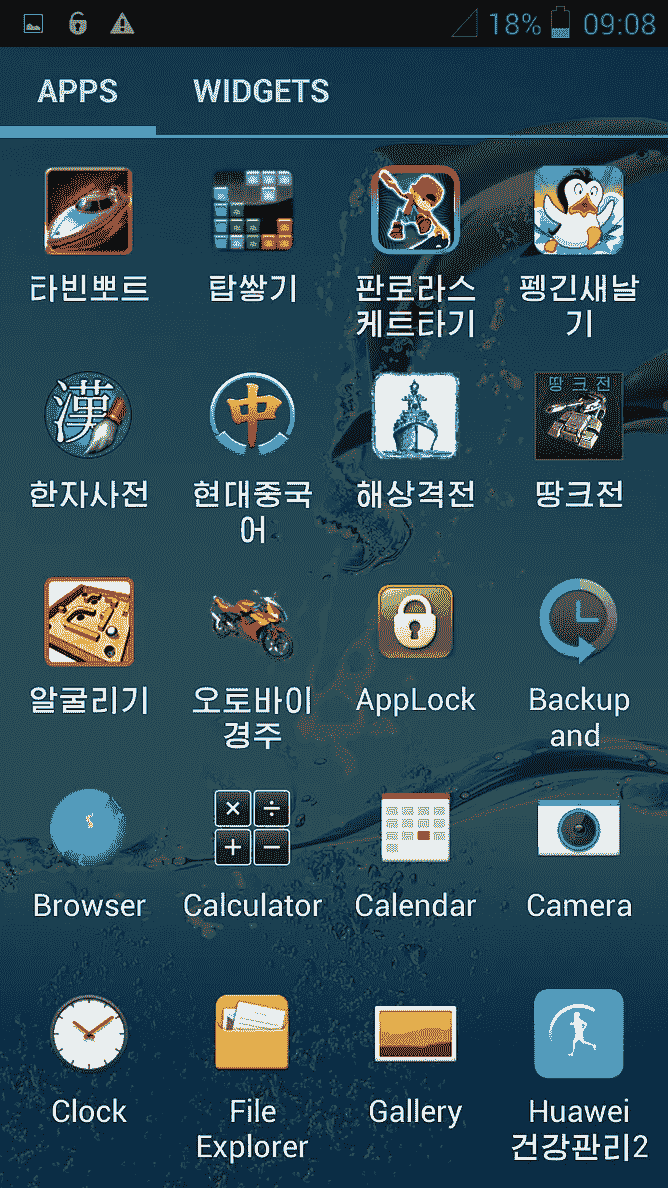 18% 09:08
APPS WIDGETS
타빈뽀트 탑쌓기 판로라스 펭긴새날
케트타기 기
漢 中 땅크전
한자사전 현대중국 해상격전 땅크전
어
알굴리기 오토바이 AppLock Backup
경주 and
Browser Calculator Calendar Camera
Clock File Gallery Huawei
Explorer 건강관리2